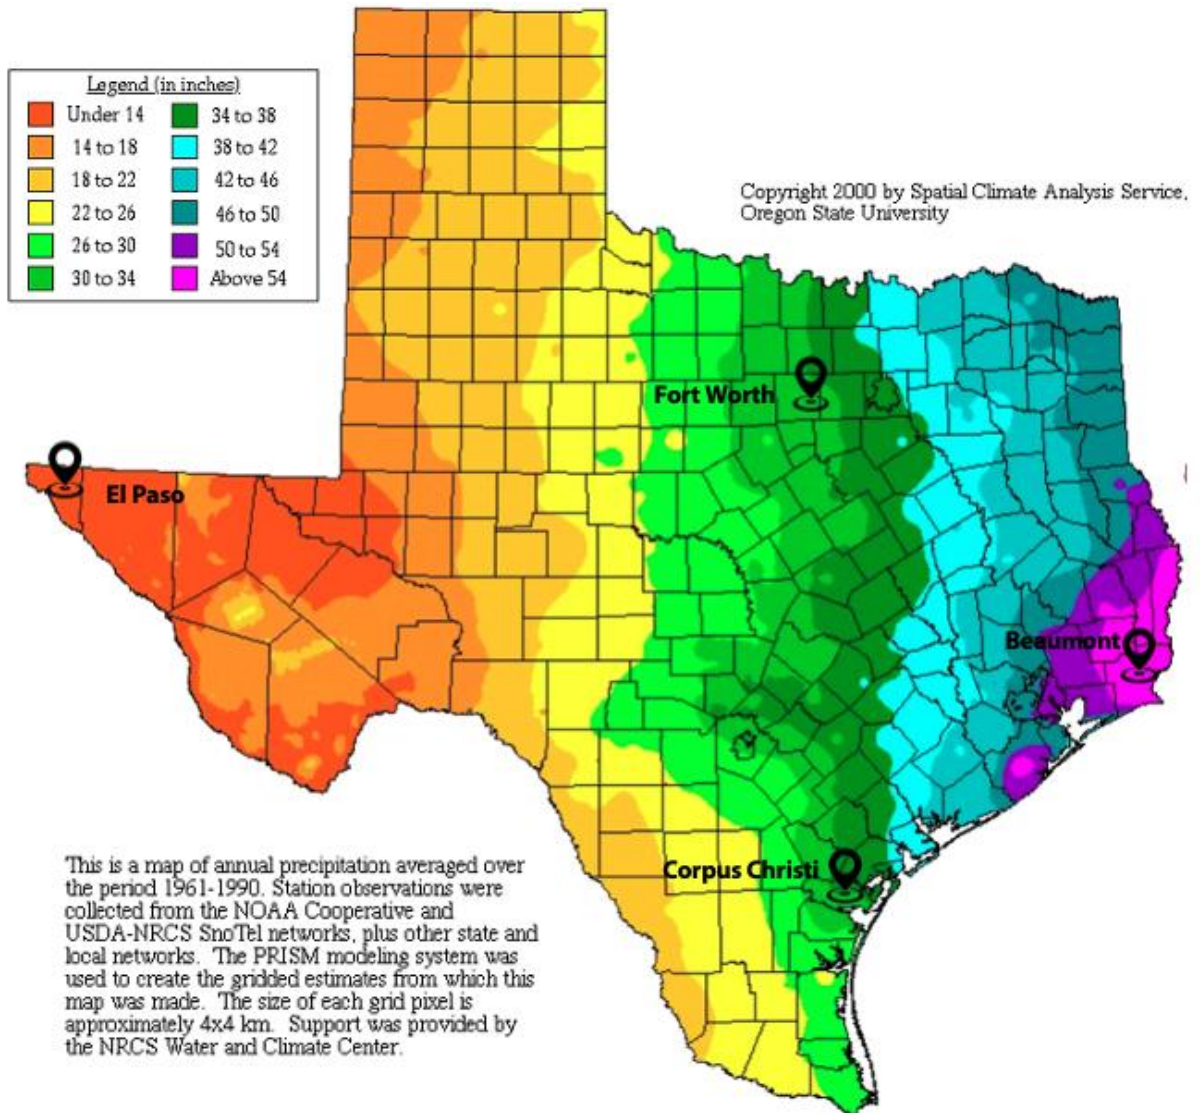 Legend (in inches)
Under 14
14 to 18
18 to 22
22 to 26
26 to 30
30 to 34
34 to 38
38 to 42
42 to 46
46 to 50
50 to 54
Above 54
Copyright 2000 by Spatial Climate Analysis Service,
Oregon State University
Fort Worth
El Paso
Beaumont
Corpus Christi
This is a map of annual precipitation averaged over
the period 1961-1990. Station observations were
collected from the NOAA Cooperative and
USDA-NRCS SnoTel networks, plus other state and
local networks. The PRISM modeling system was
used to create the gridded estimates from which this
map was made. The size of each grid pixel is
approximately 4x4 km. Support was provided by
the NRCS Water and Climate Center.